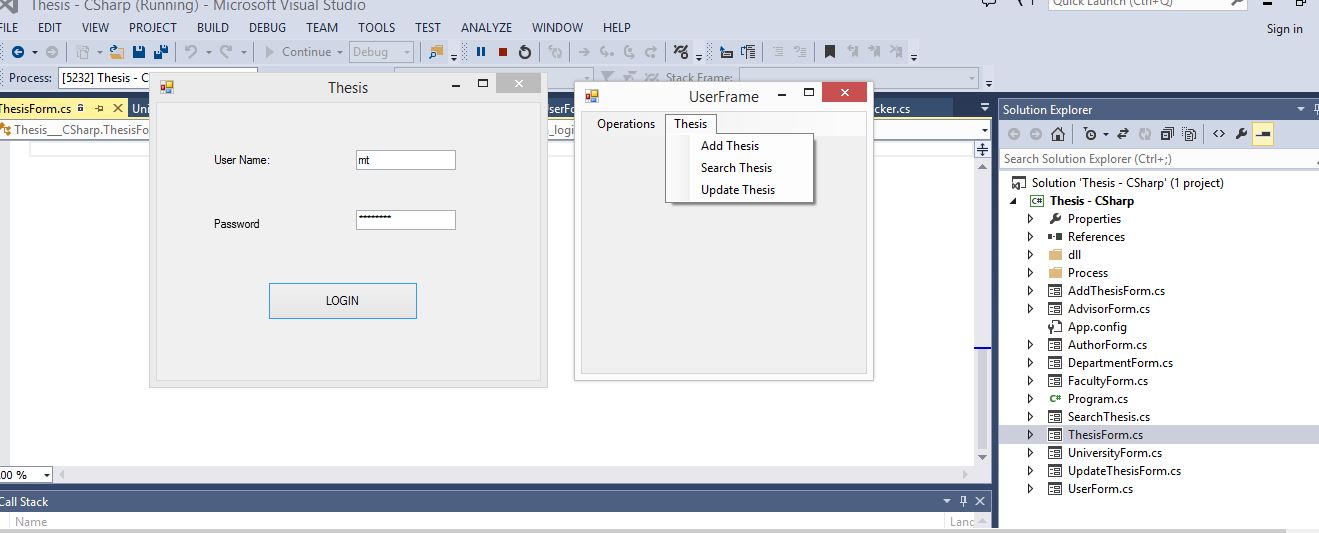 Thesis - CSharp (Running) - Microsoft Visual Studio
Quick Launch (Ctrl+Q)
FILE EDIT VIEW PROJECT BUILD DEBUG TEAM TOOLS TEST ANALYZE WINDOW HELP
Sign in
Continue Debug
Process: [5232] Thesis - C
Stack Frame:
ThesisForm.cs Uni serFo cker.cs
Thesis___CSharp.ThesisFo _logi
Thesis
User Name: mt
Password ********
LOGIN
UserFrame
Operations Thesis
Add Thesis
Search Thesis
Update Thesis
Solution Explorer
Search Solution Explorer (Ctrl+;)
Solution 'Thesis - CSharp' (1 project)
C# Thesis - CSharp
Properties
References
dll
Process
AddThesisForm.cs
AdvisorForm.cs
App.config
AuthorForm.cs
DepartmentForm.cs
FacultyForm.cs
C# Program.cs
SearchThesis.cs
ThesisForm.cs
UniversityForm.cs
UpdateThesisForm.cs
UserForm.cs
00 %
Call Stack
Name Lang